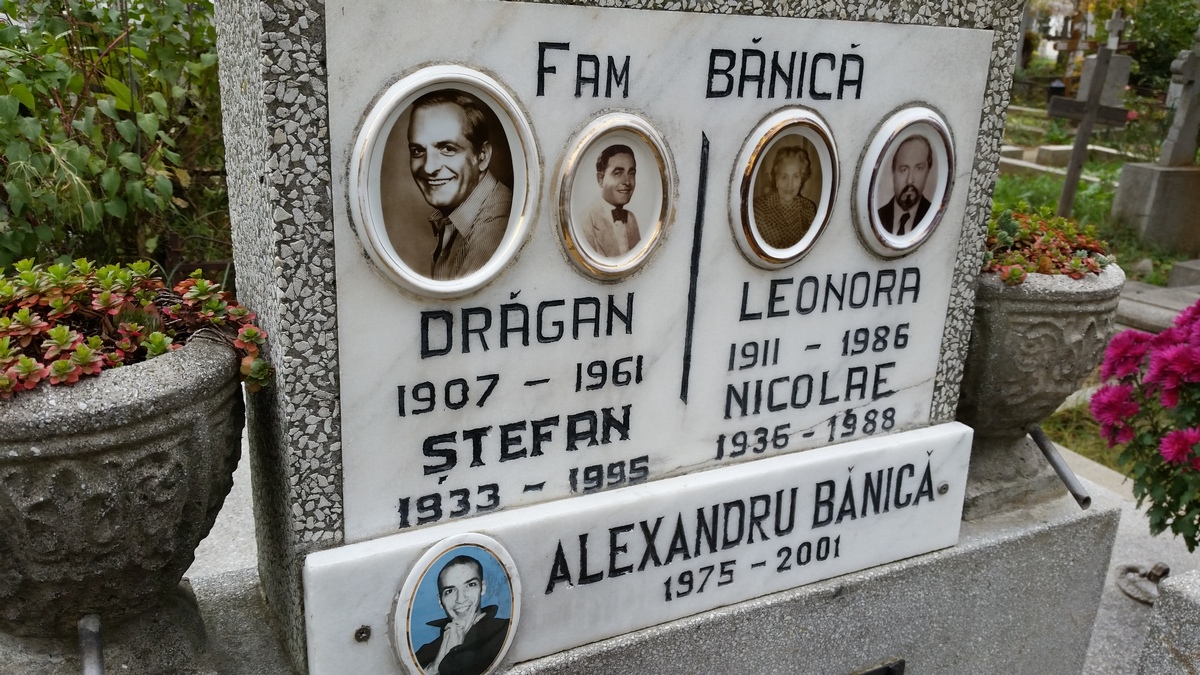 FAM BĂNICĂ
DRĂGAN
1907 - 1961
ȘTEFAN
1933 - 1995
LEONORA
1911 - 1986
NICOLAE
1936 - 1988
ALEXANDRU BĂNICĂ
1975 - 2001